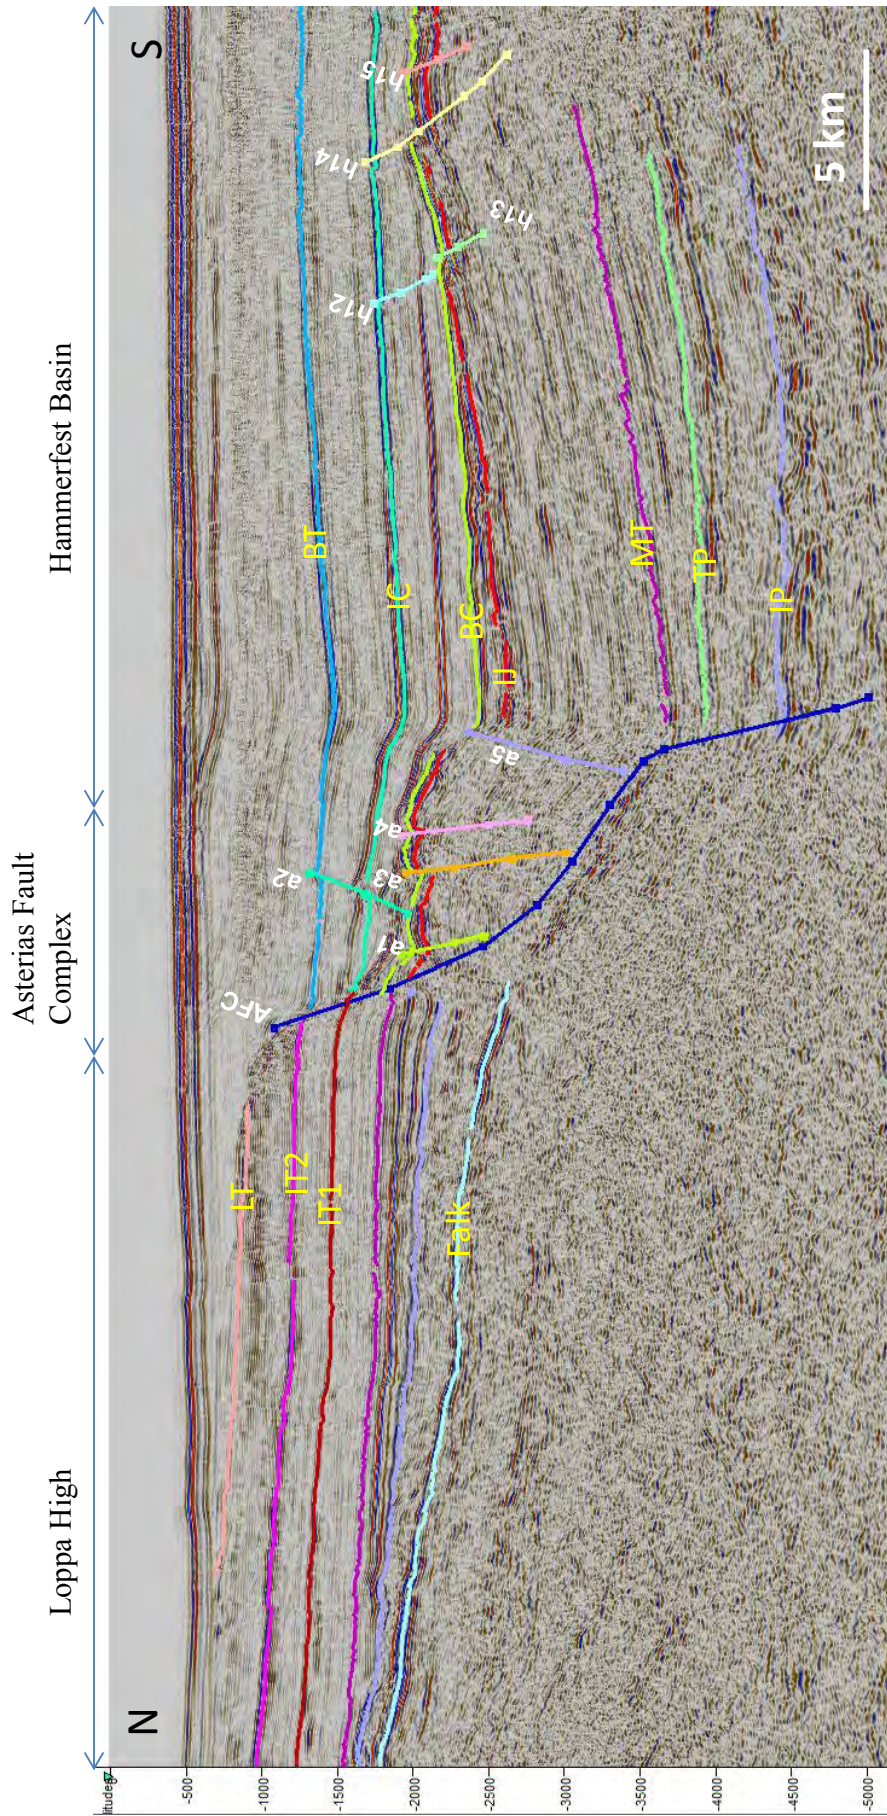 Loppa High
Asterias Fault
Complex
Hammerfest Basin
N
S
LT
IT2
IT1
Falk
AFC
a1
a2
a3
a4
a5
BT
IC
BC
IJ
MT
TP
IP
h12
h13
h14
h15
5 km
-500
-1000
-1500
-2000
-2500
-3000
-3500
-4000
-4500
-5000